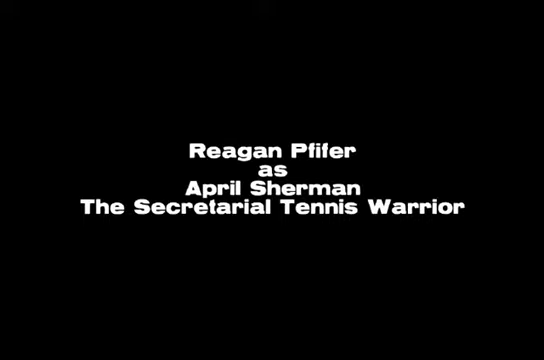 Reagan Pfifer
as
April Sherman
The Secretarial Tennis Warrior